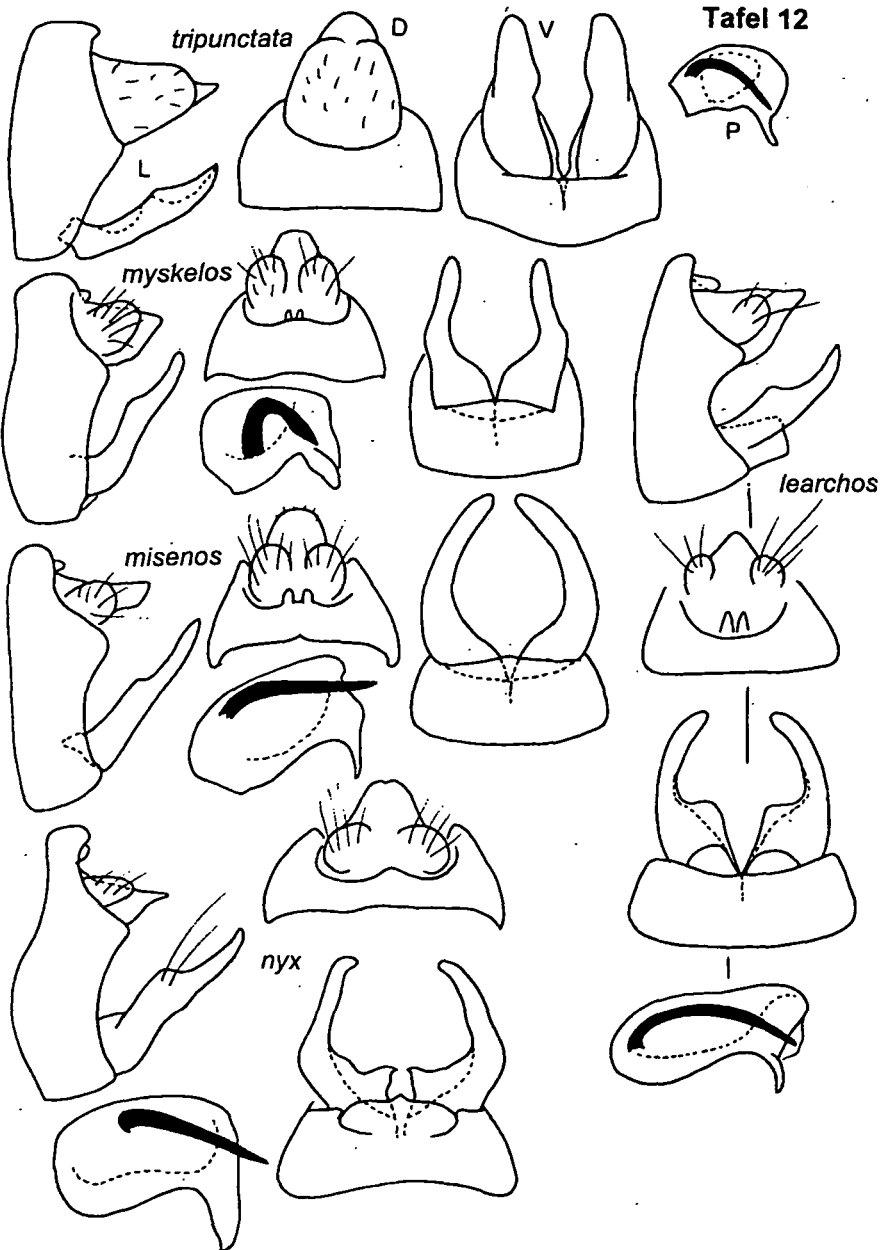 Tafel 12
tripunctata
D
V
L
P
myskelos
learchos
misenos
nyx